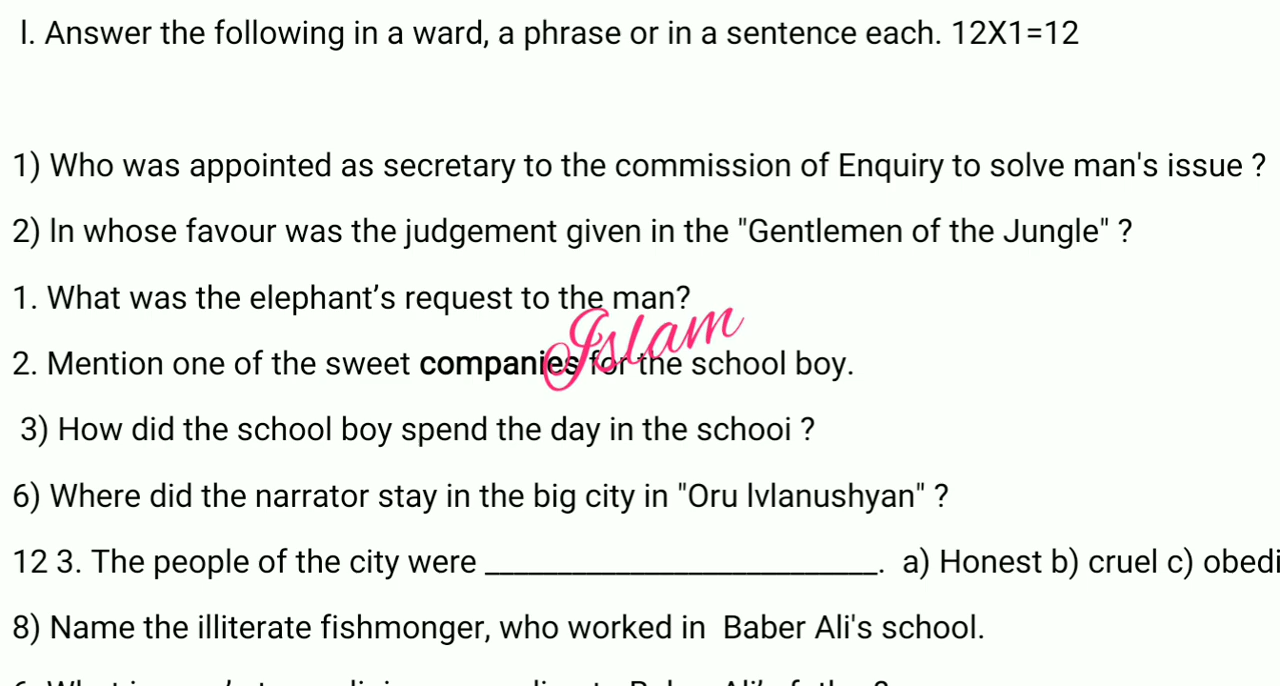 l. Answer the following in a ward, a phrase or in a sentence each. 12X1=12
1) Who was appointed as secretary to the commission of Enquiry to solve man's issue ?
2) ln whose favour was the judgement given in the "Gentlemen of the Jungle" ?
1. What was the elephant’s request to the man?
Islam
2. Mention one of the sweet companies for the school boy.
3) How did the school boy spend the day in the schooi ?
6) Where did the narrator stay in the big city in "Oru lvlanushyan" ?
12 3. The people of the city were ________________________. a) Honest b) cruel c) obedi
8) Name the illiterate fishmonger, who worked in Baber Ali's school.